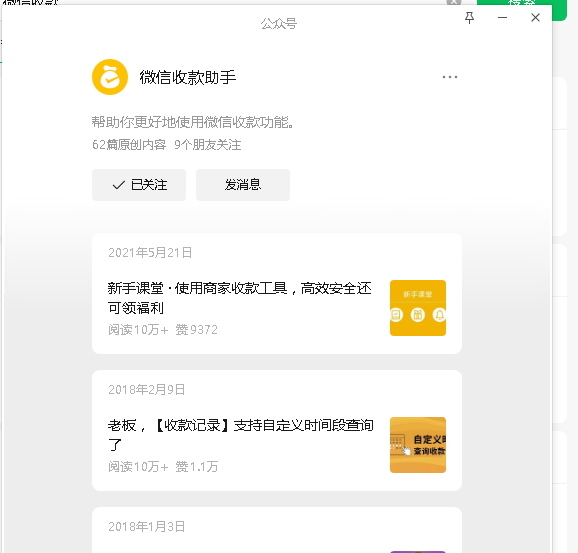 微信收款
搜索
公众号
微信收款助手
帮助你更好地使用微信收款功能。
62篇原创内容 9个朋友关注
已关注
发消息
2021年5月21日
新手课堂 · 使用商家收款工具，高效安全还
可领福利
阅读10万+ 赞9372
新手课堂
2018年2月9日
老板，【收款记录】支持自定义时间段查询
了
阅读10万+ 赞1.1万
自定义时
查询收款
2018年1月3日